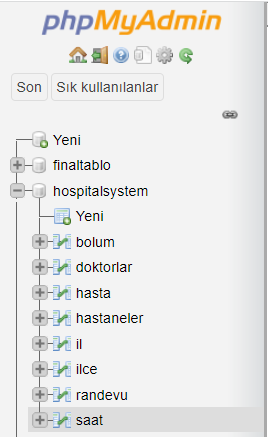 phpMyAdmin
Son Sık kullanılanlar
Yeni
finaltablo
hospitalsystem
Yeni
bolum
doktorlar
hasta
hastaneler
il
ilce
randevu
saat